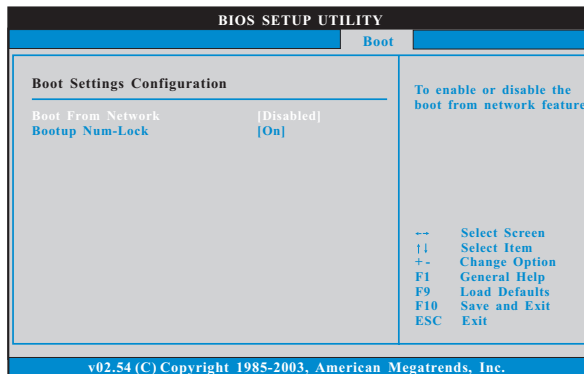 BIOS SETUP UTILITY
Boot
Boot Settings Configuration
Boot From Network [Disabled]
Bootup Num-Lock [On]
To enable or disable the
boot from network feature
←→ Select Screen
↑↓ Select Item
+ - Change Option
F1 General Help
F9 Load Defaults
F10 Save and Exit
ESC Exit
v02.54 (C) Copyright 1985-2003, American Megatrends, Inc.